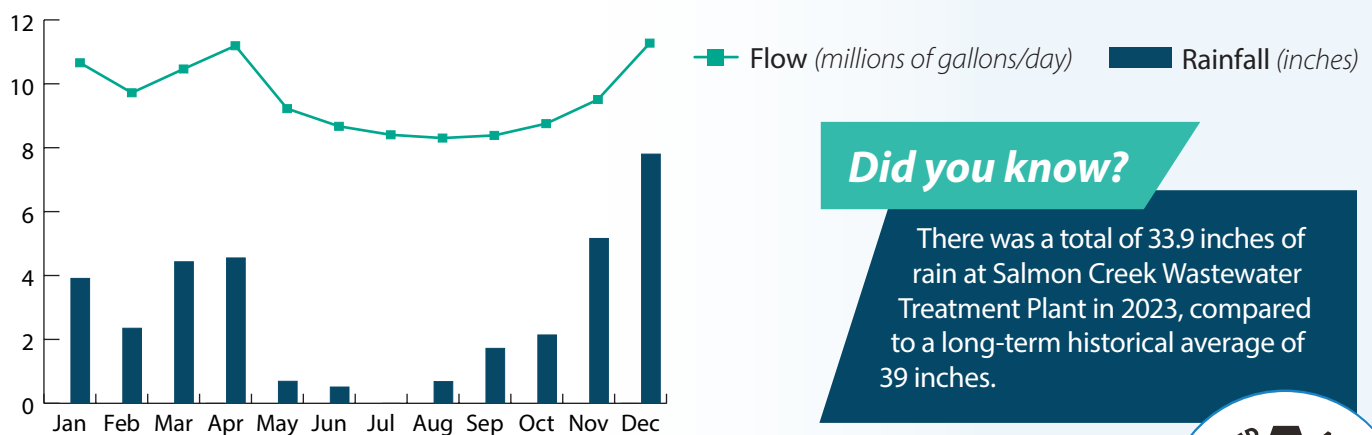 12
10
8
6
4
2
0
Jan Feb Mar Apr May Jun Jul Aug Sep Oct Nov Dec
Flow (millions of gallons/day) Rainfall (inches)
Did you know?
There was a total of 33.9 inches of
rain at Salmon Creek Wastewater
Treatment Plant in 2023, compared
to a long-term historical average of
39 inches.